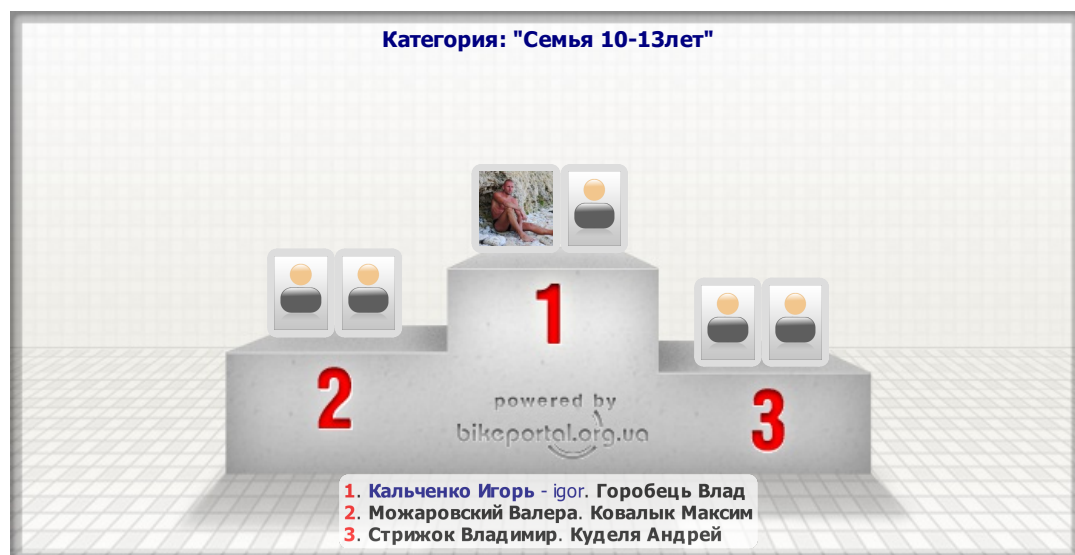 Категория: "Семья 10-13лет"
1
2
3
powered by
bikeportal.org.ua
1. Кальченко Игорь - igor. Горобець Влад
2. Можаровский Валера. Ковалык Максим
3. Стрижок Владимир. Куделя Андрей